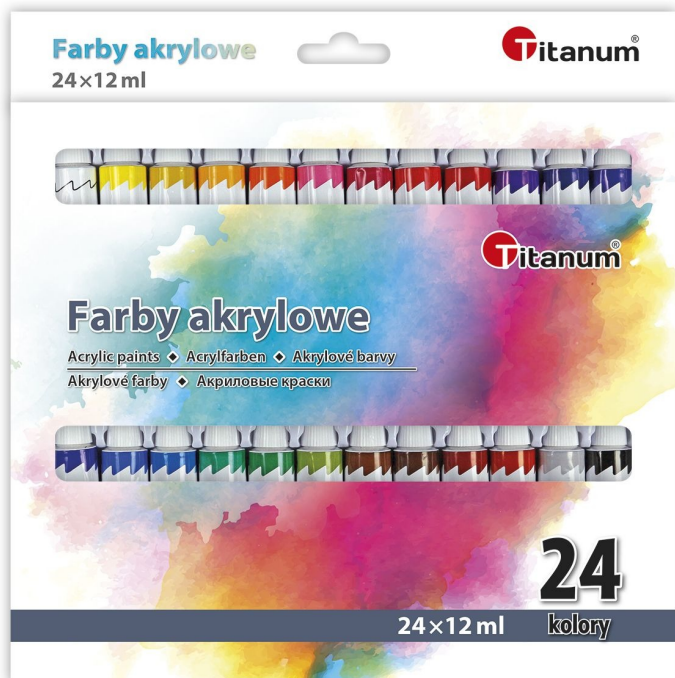 Farby akrylowe
24×12 ml
Titanum®
Titanum®
Farby akrylowe
Acrylic paints ◆ Acrylfarben ◆ Akrylové barvy
Akrylové farby ◆ Акриловые краски
24
24×12 ml kolory